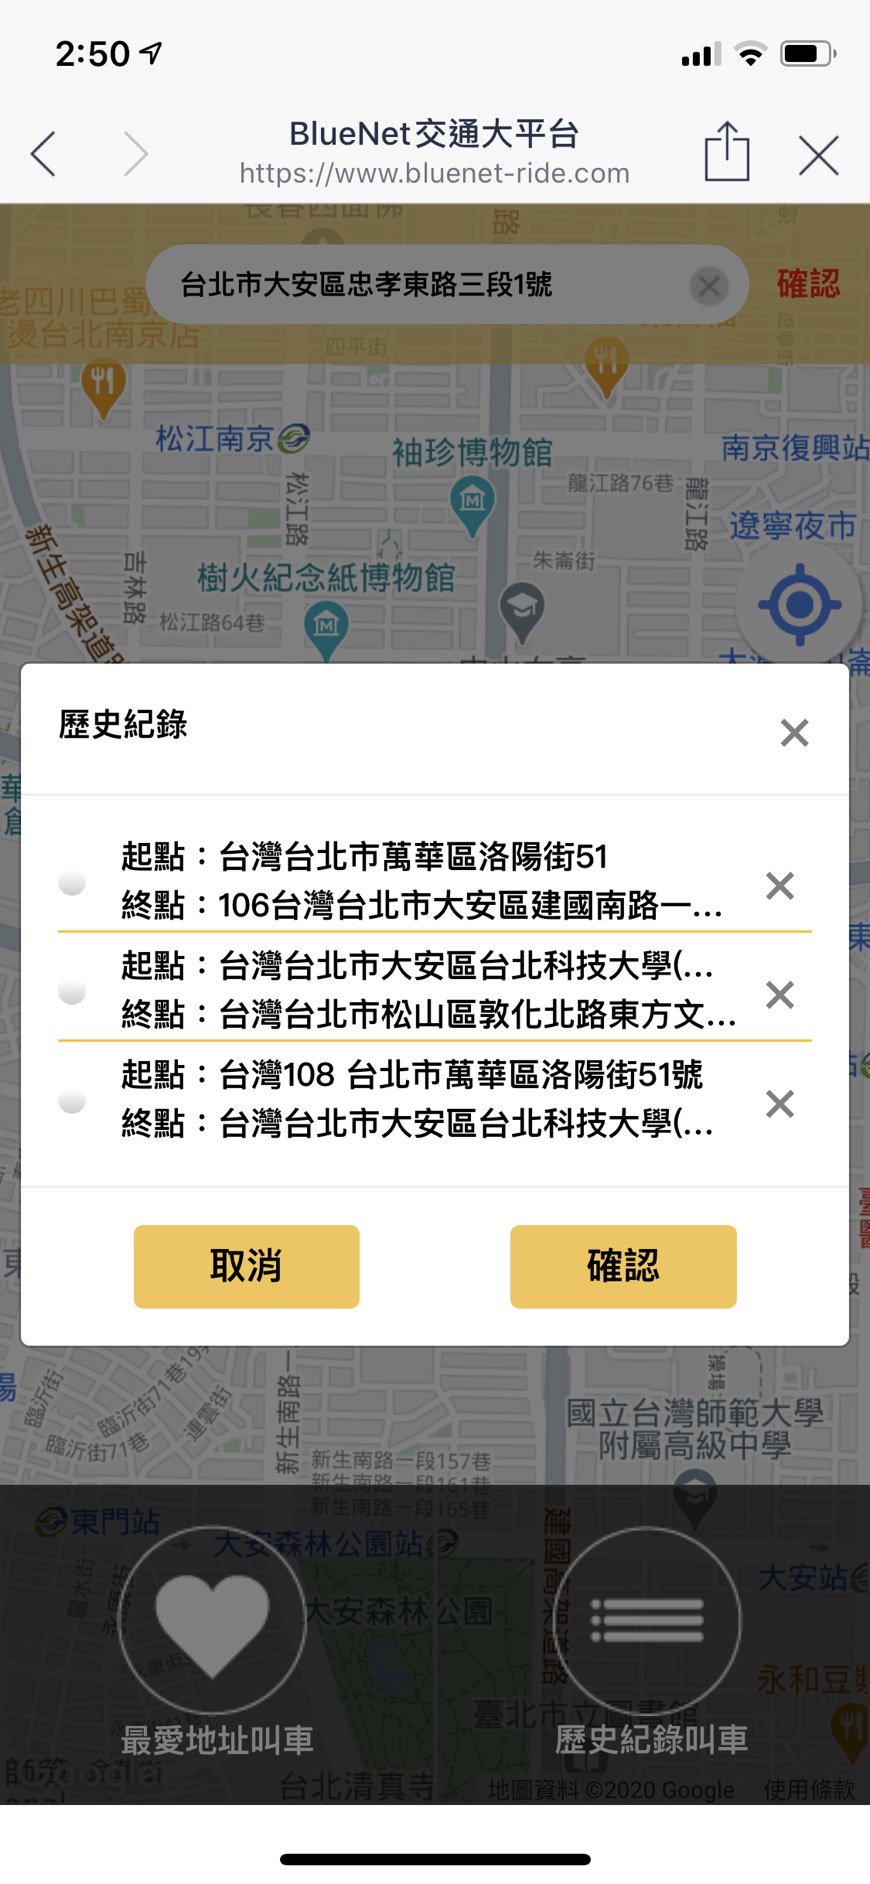 2:50
BlueNet交通大平台
https://www.bluenet-ride.com
長春四面佛
路
台北市大安區忠孝東路三段1號
確認
老四川巴蜀
燙台北南京店
四平街
松江南京
袖珍博物館
南京復興站
龍江路76巷
松江路
龍江路
遼寧夜市
新生高架道路
吉林路
朱崙街
樹火紀念紙博物館
松江路64巷
歷史紀錄
起點：台灣台北市萬華區洛陽街51
終點：106台灣台北市大安區建國南路一...
起點：台灣台北市大安區台北科技大學(...
終點：台灣台北市松山區敦化北路東方文...
起點：台灣108 台北市萬華區洛陽街51號
終點：台灣台北市大安區台北科技大學(...
取消
確認
操場
臨沂街
臨沂街71巷19弄
連雲街
臨沂街71巷
新生南路一
國立台灣師範大學
附屬高級中學
新生南路一段157巷
新生南路一段161巷
新生南路一段165巷
東門站
大安森林公園站
建國高架道路
大安站
麗水街
永康街
大安森林公園
永和豆漿
臺北市立圖書館
最愛地址叫車
歷史紀錄叫車
台北清真寺
Google
地圖資料 ©2020 Google
使用條款